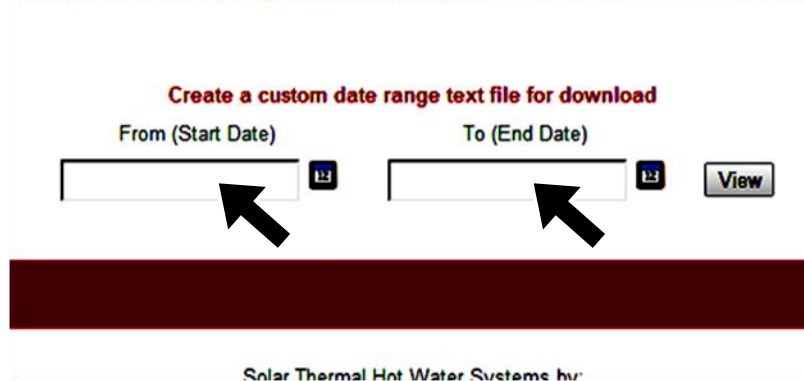 Create a custom date range text file for download
From (Start Date) To (End Date)
12 12 View
Solar Thermal Hot Water Systems by: